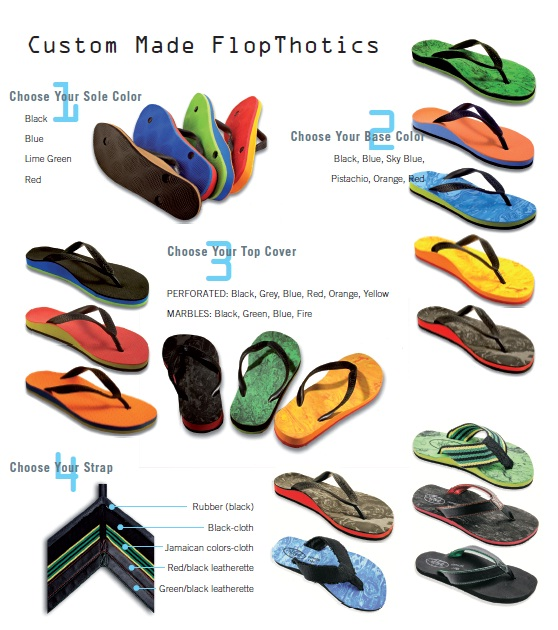 Custom Made FlopThotics
1
Choose Your Sole Color
Black
Blue
Lime Green
Red
2
Choose Your Base Color
Black, Blue, Sky Blue,
Pistachio, Orange, Red
3
Choose Your Top Cover
PERFORATED: Black, Grey, Blue, Red, Orange, Yellow
MARBLES: Black, Green, Blue, Fire
4
Choose Your Strap
Rubber (black)
Black-cloth
Jamaican colors-cloth
Red/black leatherette
Green/black leatherette